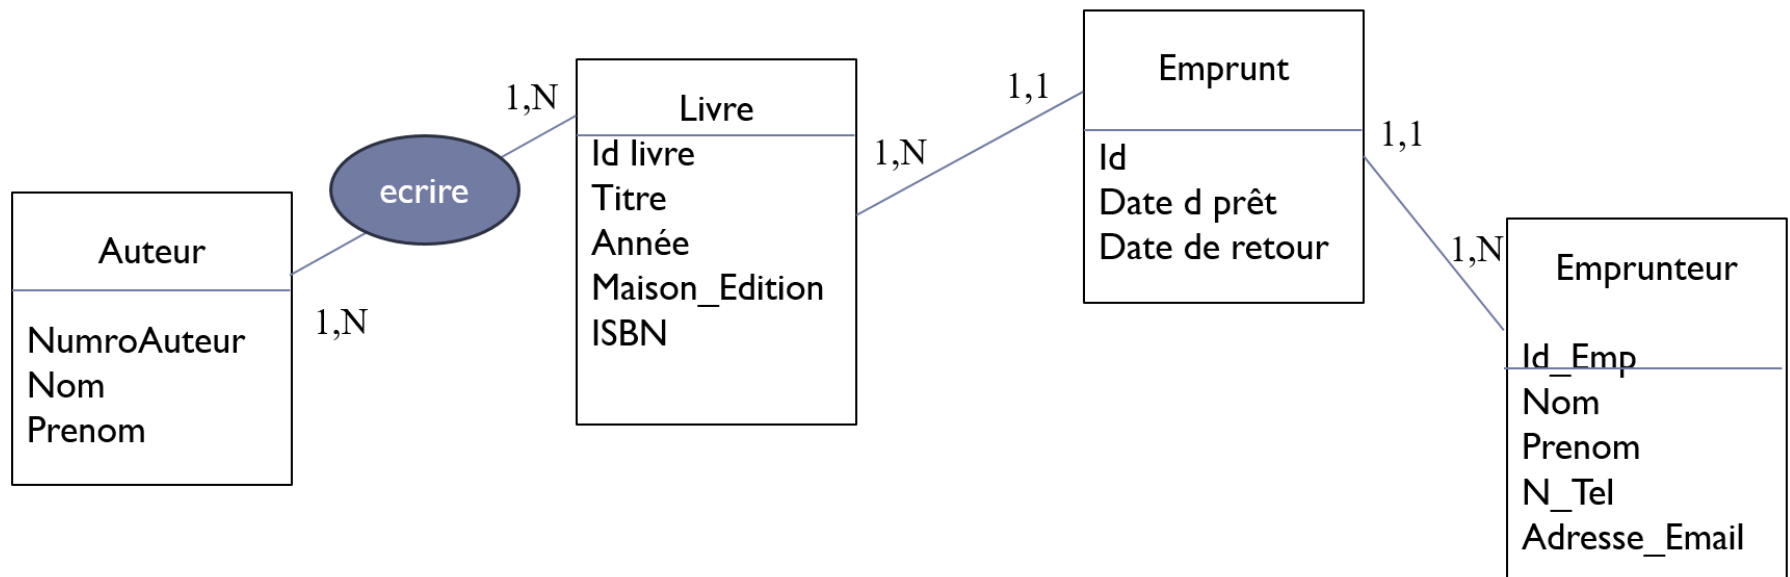 Auteur
NumroAuteur
Nom
Prenom
1,N
ecrire
1,N
Livre
Id livre
Titre
Année
Maison_Edition
ISBN
1,N
1,1
Emprunt
Id
Date d prêt
Date de retour
1,1
1,N
Emprunteur
Id_Emp
Nom
Prenom
N_Tel
Adresse_Email